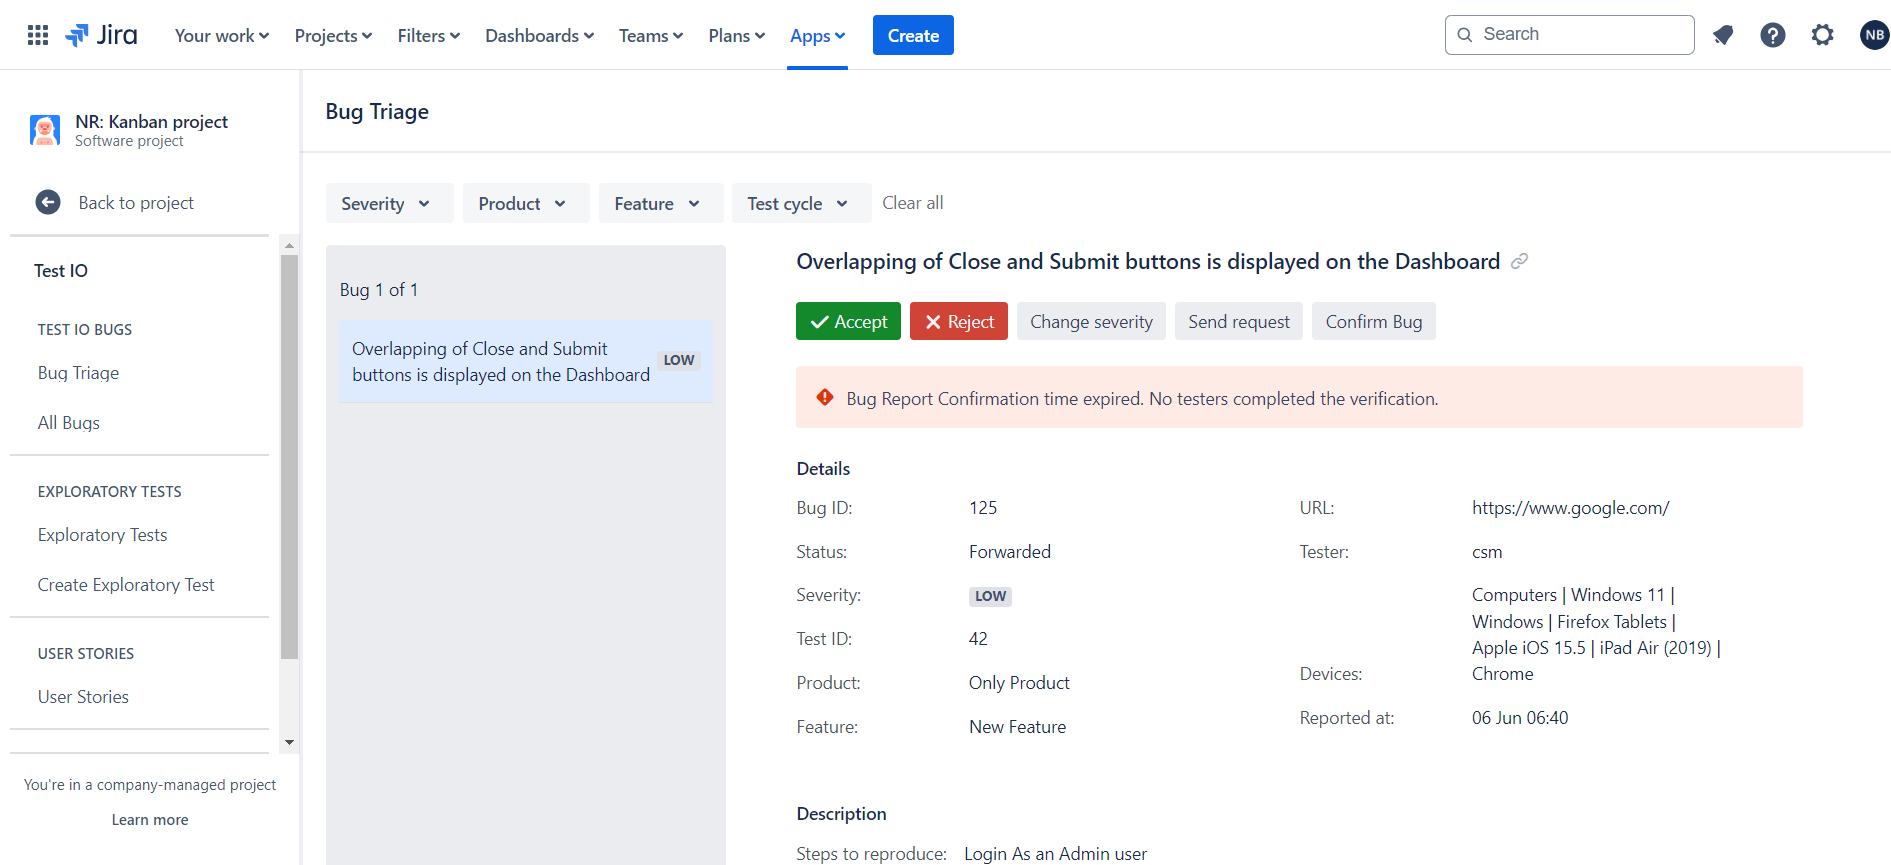 Jira
Your work
Projects
Filters
Dashboards
Teams
Plans
Apps
Create
Search
NB
NR: Kanban project
Software project
Back to project
Test IO
TEST IO BUGS
Bug Triage
All Bugs
EXPLORATORY TESTS
Exploratory Tests
Create Exploratory Test
USER STORIES
User Stories
You're in a company-managed project
Learn more
Bug Triage
Severity
Product
Feature
Test cycle
Clear all
Bug 1 of 1
Overlapping of Close and Submit
buttons is displayed on the Dashboard
LOW
Overlapping of Close and Submit buttons is displayed on the Dashboard
Accept
Reject
Change severity
Send request
Confirm Bug
Bug Report Confirmation time expired. No testers completed the verification.
Details
Bug ID: 125
Status: Forwarded
Severity: LOW
Test ID: 42
Product: Only Product
Feature: New Feature
URL: https://www.google.com/
Tester: csm
Devices:
Computers | Windows 11 |
Windows | Firefox Tablets |
Apple iOS 15.5 | iPad Air (2019) |
Chrome
Reported at: 06 Jun 06:40
Description
Steps to reproduce: Login As an Admin user